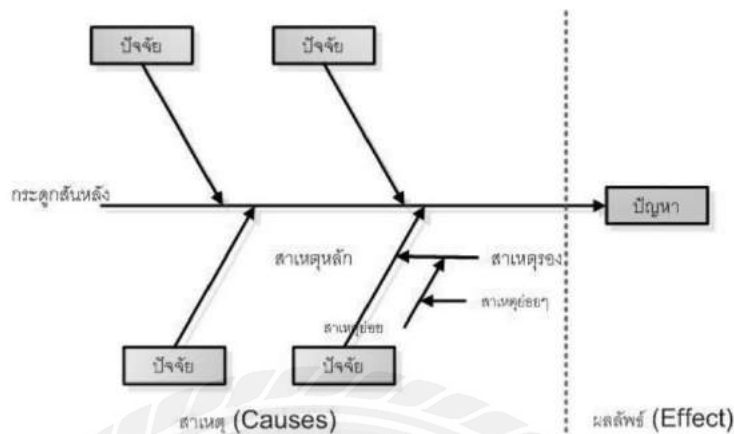 ปัจจัย
ปัจจัย
กระดูกสันหลัง
ปัญหา
สาเหตุหลัก
สาเหตุรอง
สาเหตุย่อยๆ
สาเหตุย่อย
ปัจจัย
ปัจจัย
สาเหตุ (Causes)
ผลลัพธ์ (Effect)